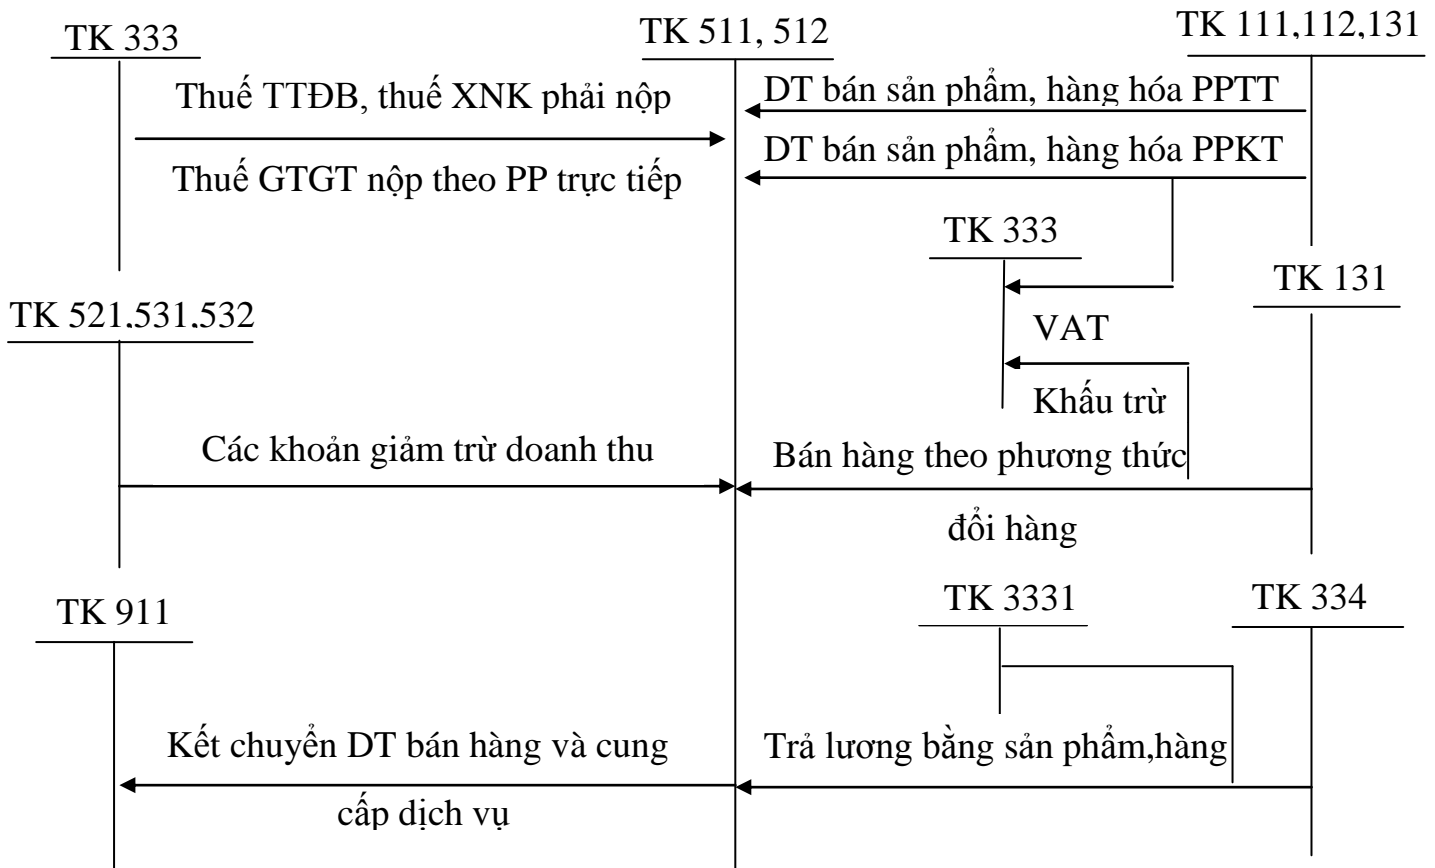 TK 333
TK 511, 512
TK 111,112,131
Thuế TTĐB, thuế XNK phải nộp
DT bán sản phẩm, hàng hóa PPTT
Thuế GTGT nộp theo PP trực tiếp
DT bán sản phẩm, hàng hóa PPKT
TK 333
TK 131
TK 521,531,532
VAT
Khấu trừ
Các khoản giảm trừ doanh thu
Bán hàng theo phương thức
đổi hàng
TK 911
TK 3331
TK 334
Kết chuyển DT bán hàng và cung
cấp dịch vụ
Trả lương bằng sản phẩm,hàng